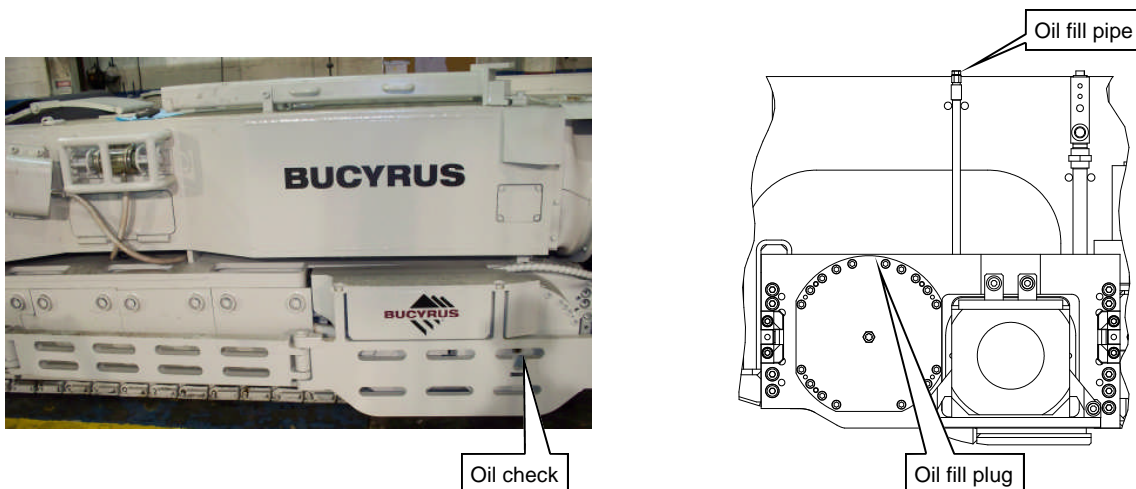 Oil fill pipe
BUCYRUS
BUCYRUS
Oil check
Oil fill plug